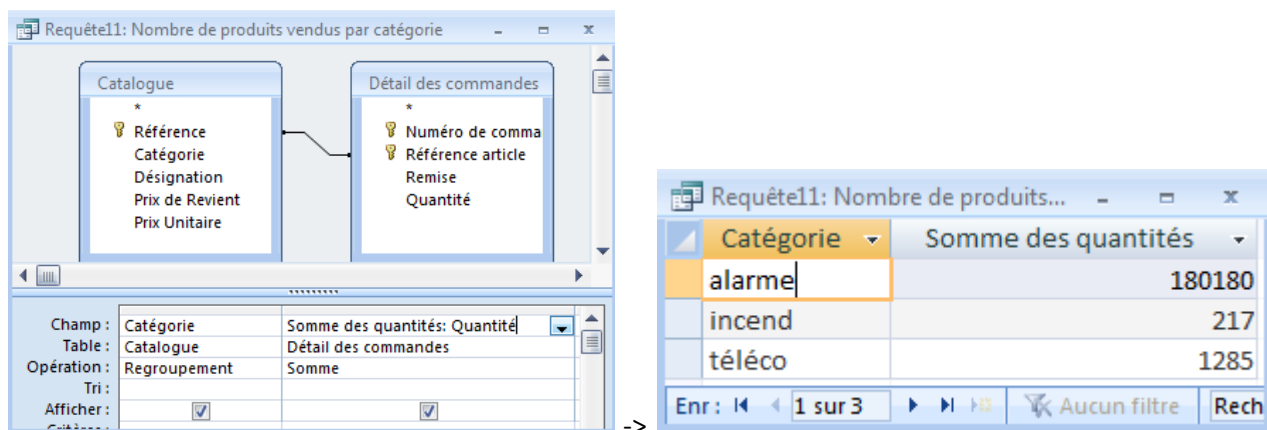 Requête11: Nombre de produits vendus par catégorie
Catalogue
*
Référence
Catégorie
Désignation
Prix de Revient
Prix Unitaire
Détail des commandes
*
Numéro de comma
Référence article
Remise
Quantité
Champ : Catégorie Somme des quantités: Quantité
Table : Catalogue Détail des commandes
Opération : Regroupement Somme
Tri :
Afficher :
Critères :
->
Requête11: Nombre de produits...
Catégorie Somme des quantités
alarme 180180
incend 217
téléco 1285
Enr : 1 sur 3 Aucun filtre Rech